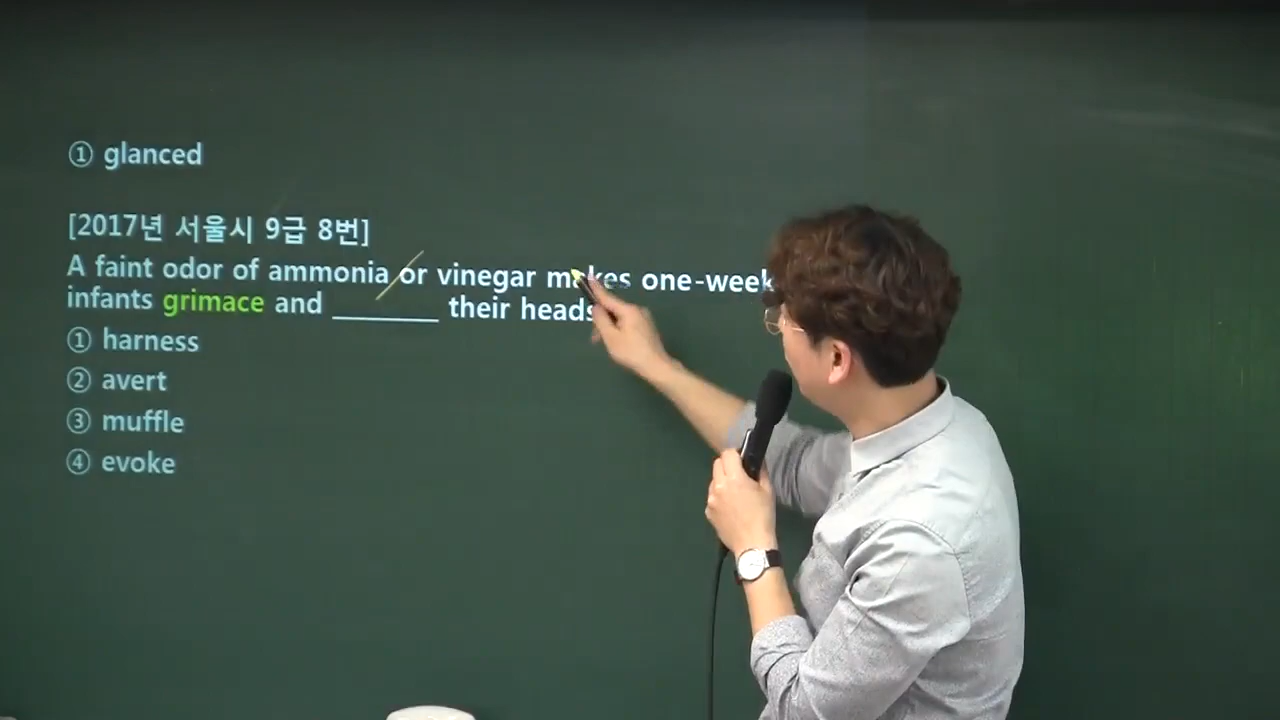 ① glanced
[2017년 서울시 9급 8번]
A faint odor of ammonia or vinegar makes one-week
infants grimace and ________ their heads
① harness
② avert
③ muffle
④ evoke